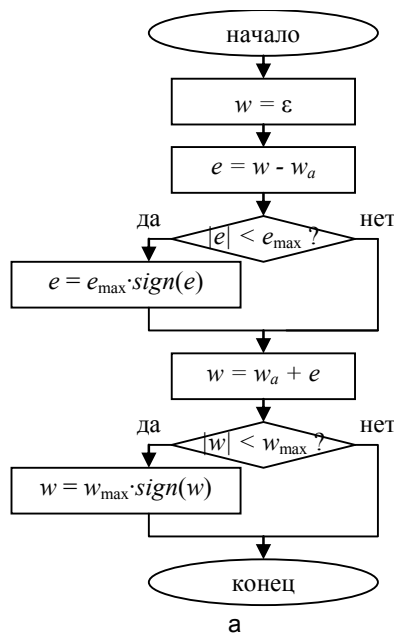 начало
w = ε
e = w - wₐ
да
|e| < eₘₐₓ ?
нет
e = eₘₐₓ·sign(e)
w = wₐ + e
да
|w| < wₘₐₓ ?
нет
w = wₘₐₓ·sign(w)
конец
а